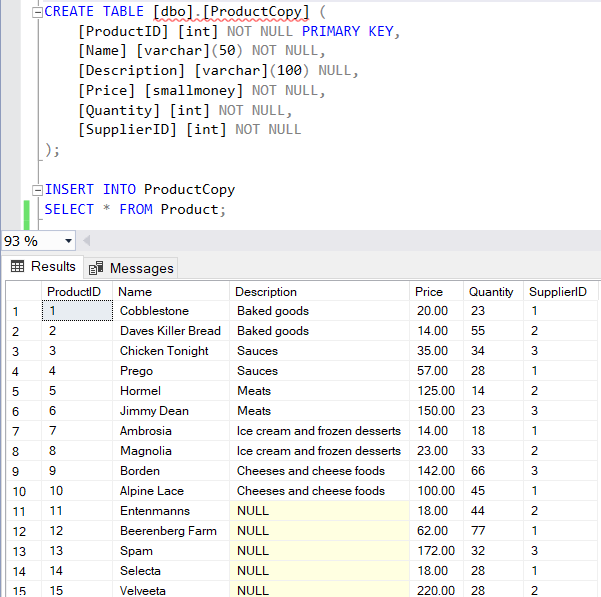 CREATE TABLE [dbo].[ProductCopy] (
[ProductID] [int] NOT NULL PRIMARY KEY,
[Name] [varchar](50) NOT NULL,
[Description] [varchar](100) NULL,
[Price] [smallmoney] NOT NULL,
[Quantity] [int] NOT NULL,
[SupplierID] [int] NOT NULL
);
INSERT INTO ProductCopy
SELECT * FROM Product;
93 %
Results Messages
ProductID Name Description Price Quantity SupplierID
1 1 Cobblestone Baked goods 20.00 23 1
2 2 Daves Killer Bread Baked goods 14.00 55 2
3 3 Chicken Tonight Sauces 35.00 34 3
4 4 Prego Sauces 57.00 28 1
5 5 Hormel Meats 125.00 14 2
6 6 Jimmy Dean Meats 150.00 23 3
7 7 Ambrosia Ice cream and frozen desserts 14.00 18 1
8 8 Magnolia Ice cream and frozen desserts 23.00 33 2
9 9 Borden Cheeses and cheese foods 142.00 66 3
10 10 Alpine Lace Cheeses and cheese foods 100.00 45 1
11 11 Entenmanns NULL 18.00 44 2
12 12 Beerenberg Farm NULL 62.00 77 1
13 13 Spam NULL 172.00 32 3
14 14 Selecta NULL 18.00 28 1
15 15 Velveeta NULL 220.00 28 2